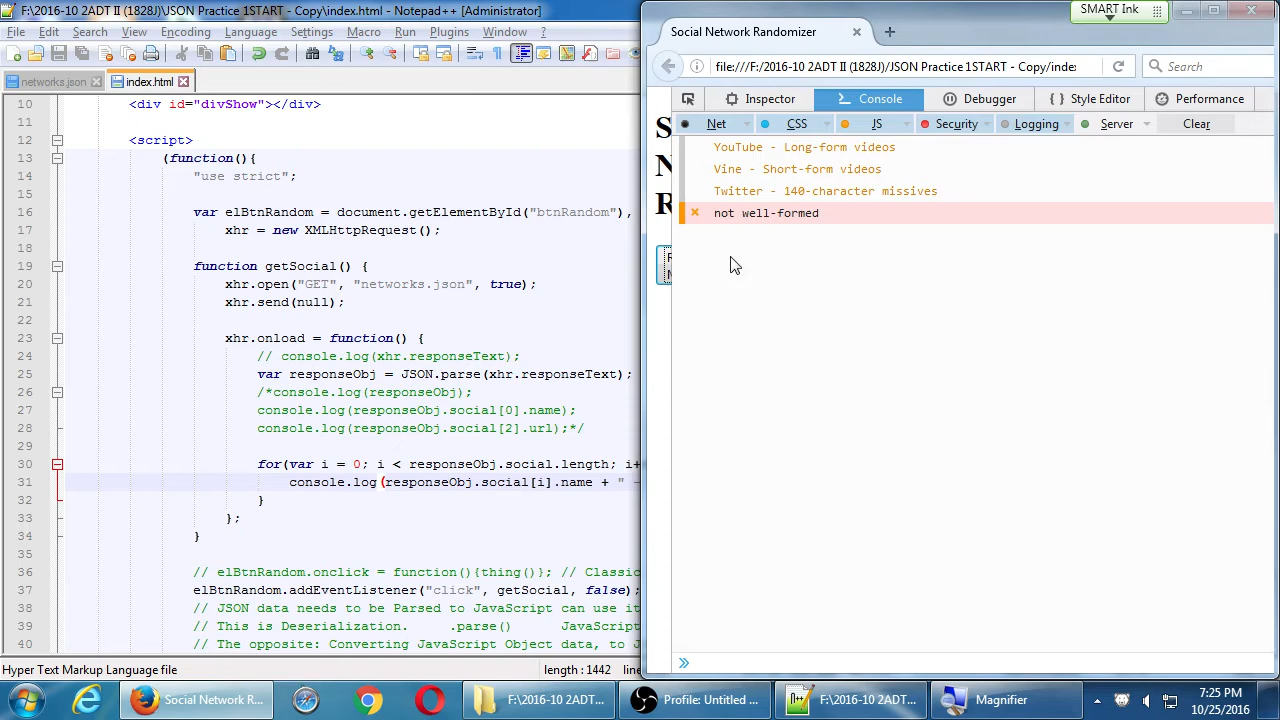 F:\2016-10 2ADT II (1828J)\JSON Practice 1START - Copy\index.html - Notepad++ [Administrator]
File Edit Search View Encoding Language Settings Tools Macro Run Plugins Window ?
networks.json index.html
10 <div id="divShow"></div>
11
12 <script>
13 (function(){
14 "use strict";
15
16 var elBtnRandom = document.getElementById("btnRandom"),
17 xhr = new XMLHttpRequest();
18
19 function getSocial() {
20 xhr.open("GET", "networks.json", true);
21 xhr.send(null);
22
23 xhr.onload = function() {
24 // console.log(xhr.responseText);
25 var responseObj = JSON.parse(xhr.responseText);
26 /*console.log(responseObj);
27 console.log(responseObj.social[0].name);
28 console.log(responseObj.social[2].url);*/
29
30 for(var i = 0; i < responseObj.social.length; i+
31 console.log(responseObj.social[i].name + " -
32 }
33 };
34 }
35
36 // elBtnRandom.onclick = function(){thing()}; // Classic
37 elBtnRandom.addEventListener("click", getSocial, false);
38 // JSON data needs to be Parsed to JavaScript can use it
39 // This is Deserialization. .parse() JavaScript
40 // The opposite: Converting JavaScript Object data, to J
Hyper Text Markup Language file length : 1442 line
SMART Ink
Social Network Randomizer
file:///F:/2016-10 2ADT II (1828J)/JSON Practice 1START - Copy/index Search
S
N
R
Inspector Console Debugger Style Editor Performance
Net CSS JS Security Logging Server Clear
YouTube - Long-form videos
Vine - Short-form videos
Twitter - 140-character missives
not well-formed
Social Network R... F:\2016-10 2ADT... Profile: Untitled ... F:\2016-10 2ADT... Magnifier
7:25 PM
10/25/2016